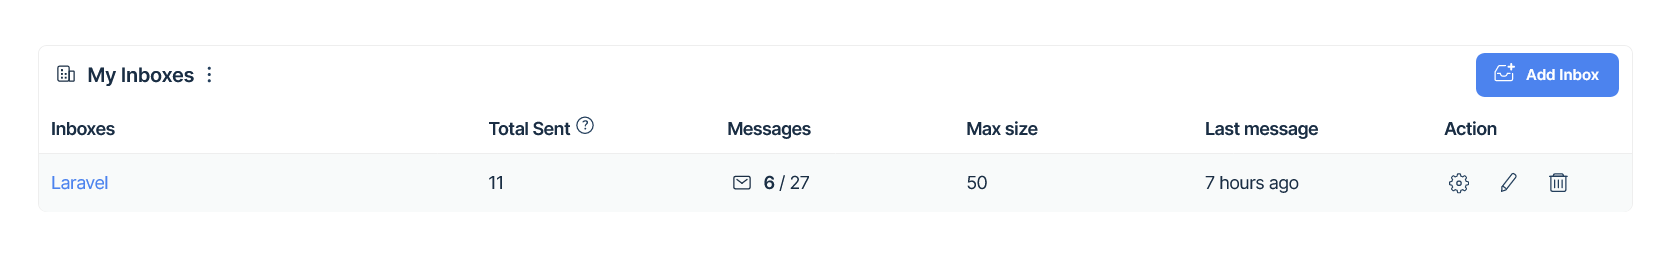 My Inboxes
Add Inbox
Inboxes Total Sent ? Messages Max size Last message Action
Laravel 11 6 / 27 50 7 hours ago